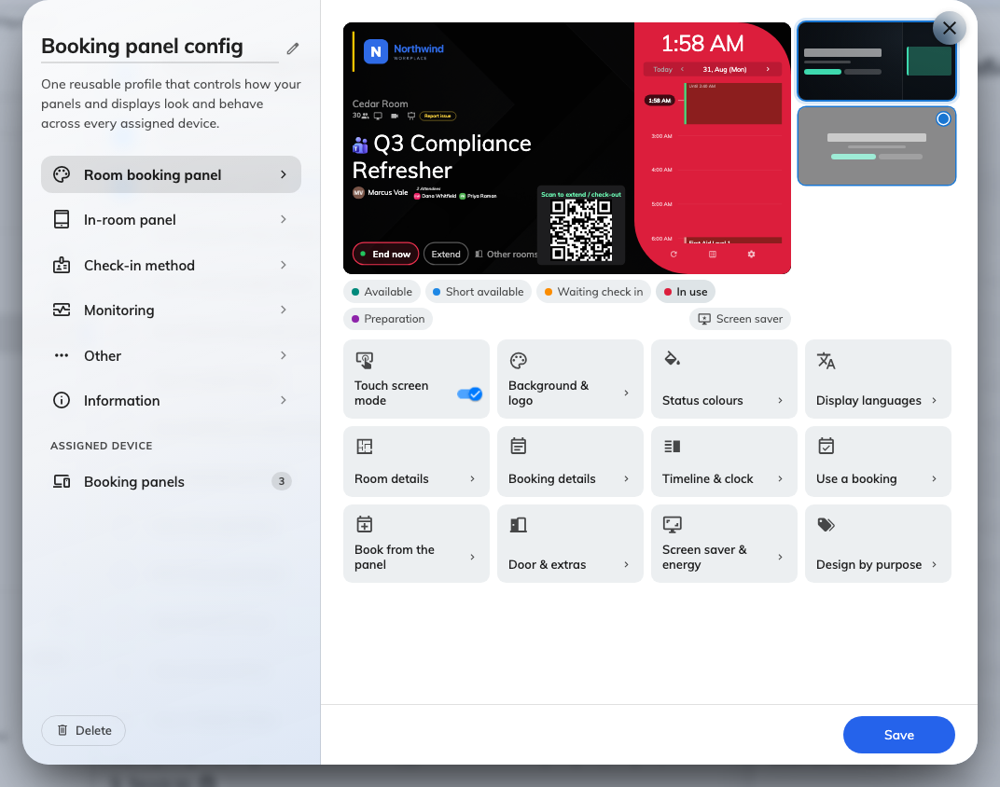 Booking panel config
One reusable profile that controls how your
panels and displays look and behave
across every assigned device.
Room booking panel
In-room panel
Check-in method
Monitoring
Other
Information
ASSIGNED DEVICE
Booking panels 3
Delete
N Northwind
WORKPLACE
Cedar Room
30
Report issue
Q3 Compliance
Refresher
MV Marcus Vale
2 Attendees
Dana Whitfield
Priya Raman
Scan to extend / check-out
End now
Extend
Other rooms
1:58 AM
Today
31, Aug (Mon)
Until 3:00 AM
1:58 AM
3:00 AM
4:00 AM
5:00 AM
6:00 AM
First Aid Level 1
Available
Short available
Waiting check in
In use
Preparation
Screen saver
Touch screen
mode
Background &
logo
Status colours
Display languages
Room details
Booking details
Timeline & clock
Use a booking
Book from the
panel
Door & extras
Screen saver &
energy
Design by purpose
Save